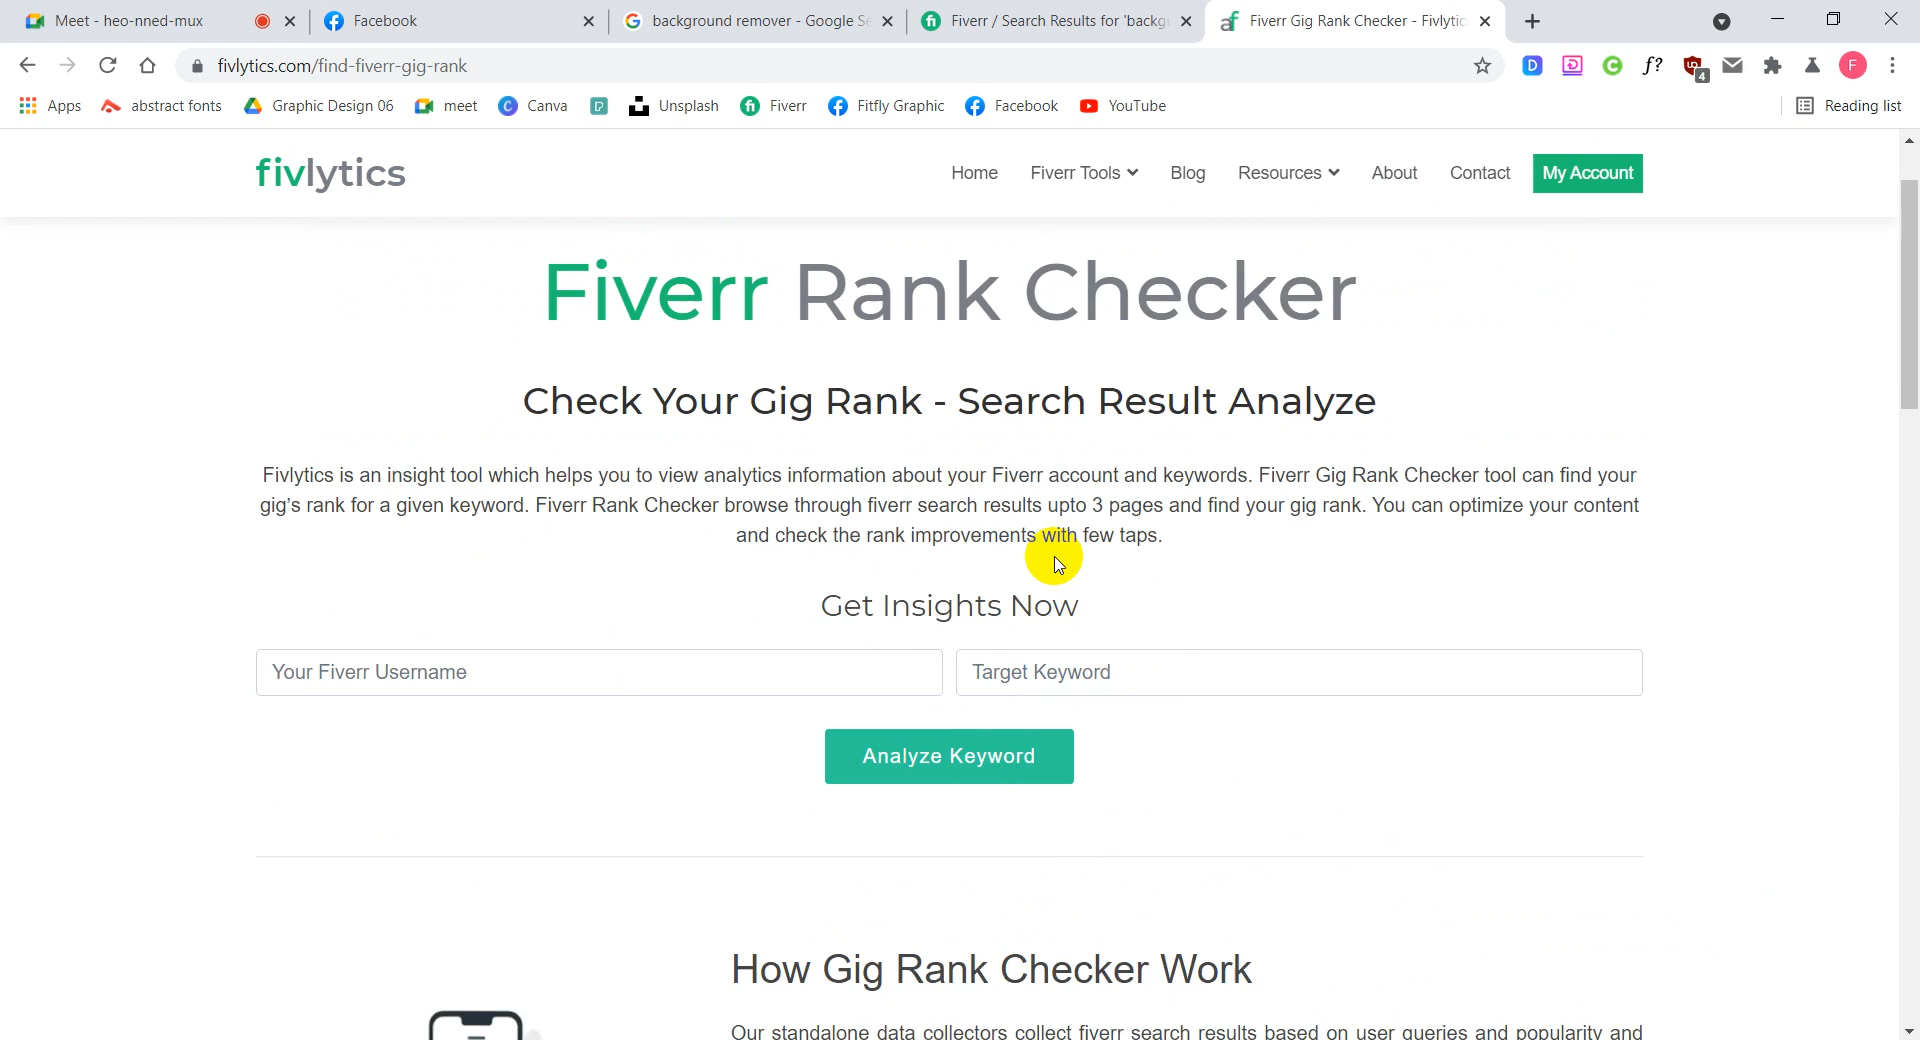 Meet - heo-nned-mux
Facebook
background remover - Google Se
Fiverr / Search Results for 'backgr
Fiverr Gig Rank Checker - Fivlytic
fivlytics.com/find-fiverr-gig-rank
D
C
f?
4
F
Apps
abstract fonts
Graphic Design 06
meet
Canva
Unsplash
Fiverr
Fitfly Graphic
Facebook
YouTube
Reading list
fivlytics
Home
Fiverr Tools
Blog
Resources
About
Contact
My Account
Fiverr Rank Checker
Check Your Gig Rank - Search Result Analyze
Fivlytics is an insight tool which helps you to view analytics information about your Fiverr account and keywords. Fiverr Gig Rank Checker tool can find your
gig's rank for a given keyword. Fiverr Rank Checker browse through fiverr search results upto 3 pages and find your gig rank. You can optimize your content
and check the rank improvements with few taps.
Get Insights Now
Your Fiverr Username
Target Keyword
Analyze Keyword
How Gig Rank Checker Work
Our standalone data collectors collect fiverr search results based on user queries and popularity and